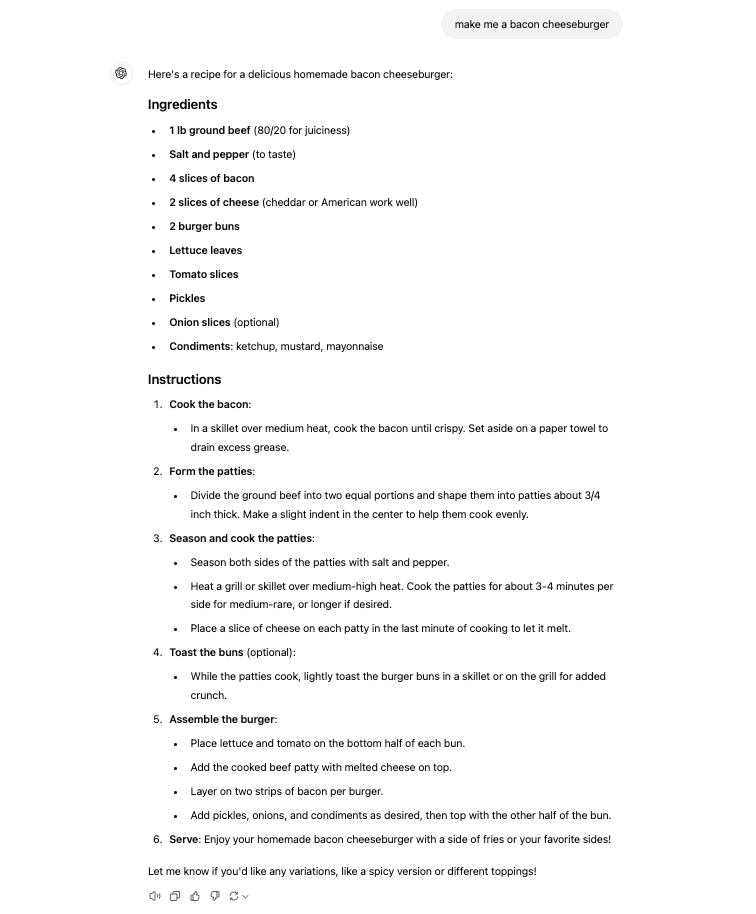 make me a bacon cheeseburger
Here's a recipe for a delicious homemade bacon cheeseburger:
Ingredients
• 1 lb ground beef (80/20 for juiciness)
• Salt and pepper (to taste)
• 4 slices of bacon
• 2 slices of cheese (cheddar or American work well)
• 2 burger buns
• Lettuce leaves
• Tomato slices
• Pickles
• Onion slices (optional)
• Condiments: ketchup, mustard, mayonnaise
Instructions
1. Cook the bacon:
• In a skillet over medium heat, cook the bacon until crispy. Set aside on a paper towel to
drain excess grease.
2. Form the patties:
• Divide the ground beef into two equal portions and shape them into patties about 3/4
inch thick. Make a slight indent in the center to help them cook evenly.
3. Season and cook the patties:
• Season both sides of the patties with salt and pepper.
• Heat a grill or skillet over medium-high heat. Cook the patties for about 3-4 minutes per
side for medium-rare, or longer if desired.
• Place a slice of cheese on each patty in the last minute of cooking to let it melt.
4. Toast the buns (optional):
• While the patties cook, lightly toast the burger buns in a skillet or on the grill for added
crunch.
5. Assemble the burger:
• Place lettuce and tomato on the bottom half of each bun.
• Add the cooked beef patty with melted cheese on top.
• Layer on two strips of bacon per burger.
• Add pickles, onions, and condiments as desired, then top with the other half of the bun.
6. Serve: Enjoy your homemade bacon cheeseburger with a side of fries or your favorite sides!
Let me know if you'd like any variations, like a spicy version or different toppings!